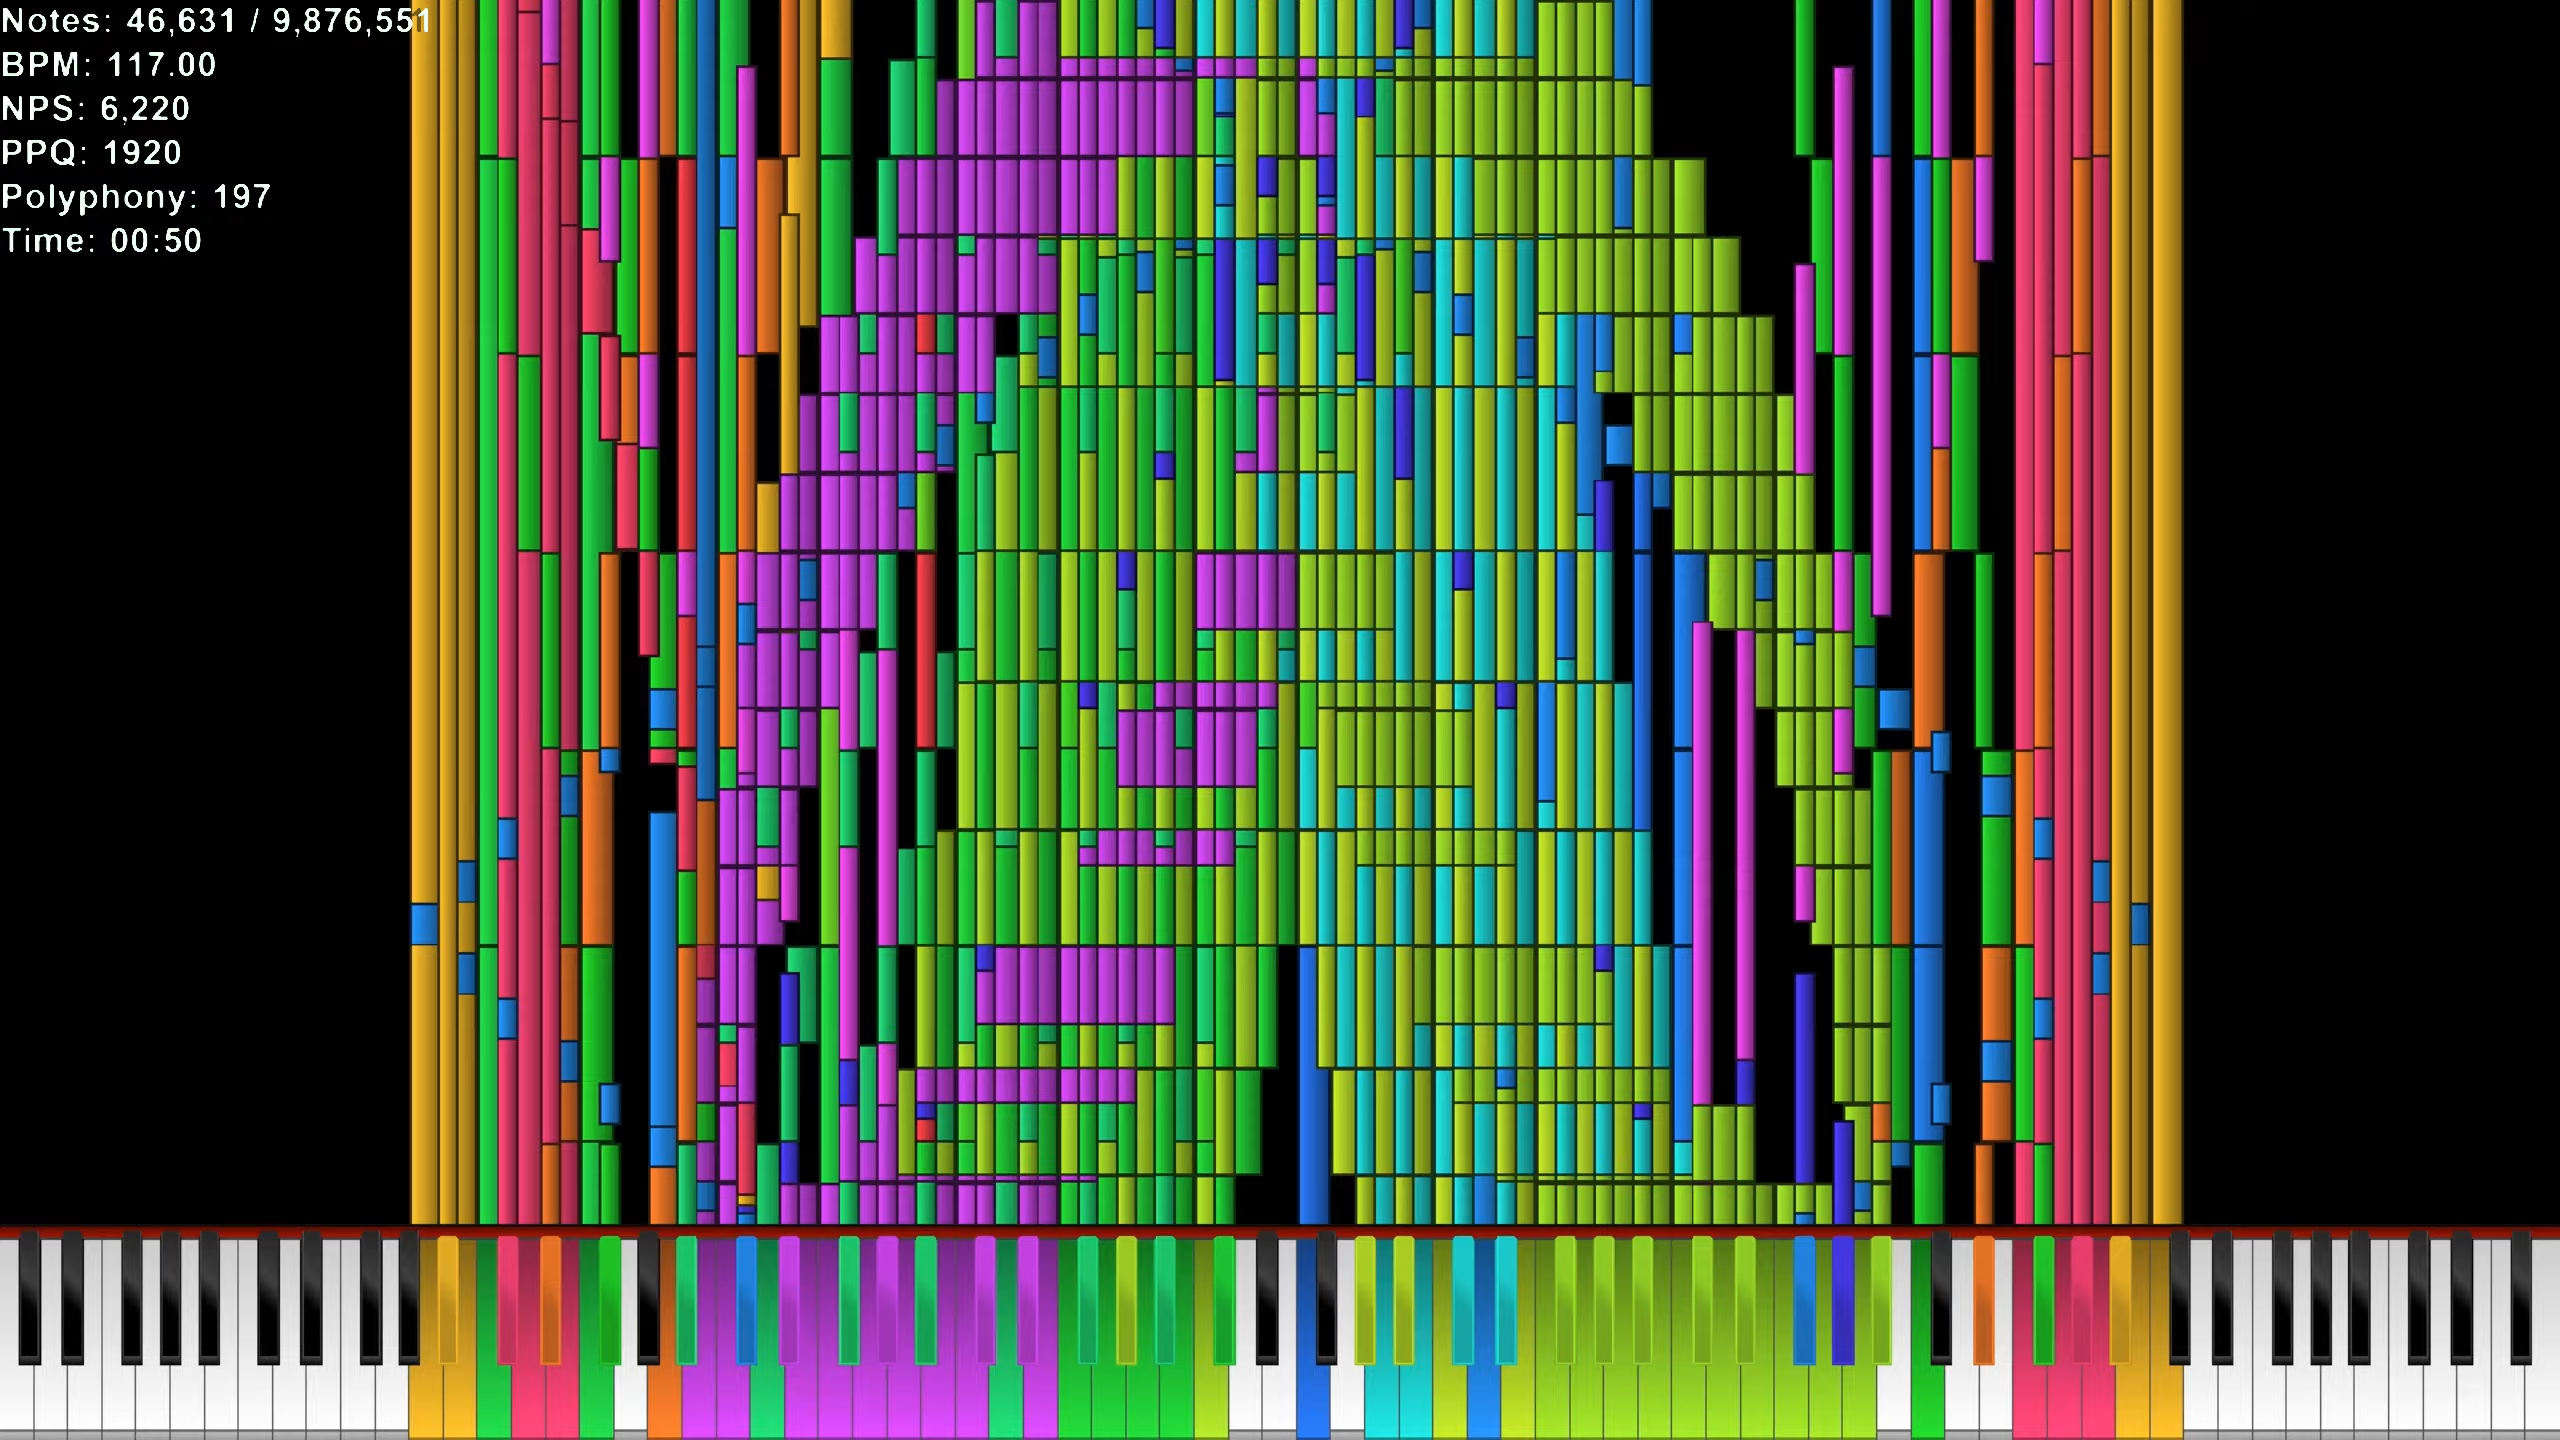 Notes: 46,631 / 9,876,551
BPM: 117.00
NPS: 6,220
PPQ: 1920
Polyphony: 197
Time: 00:50